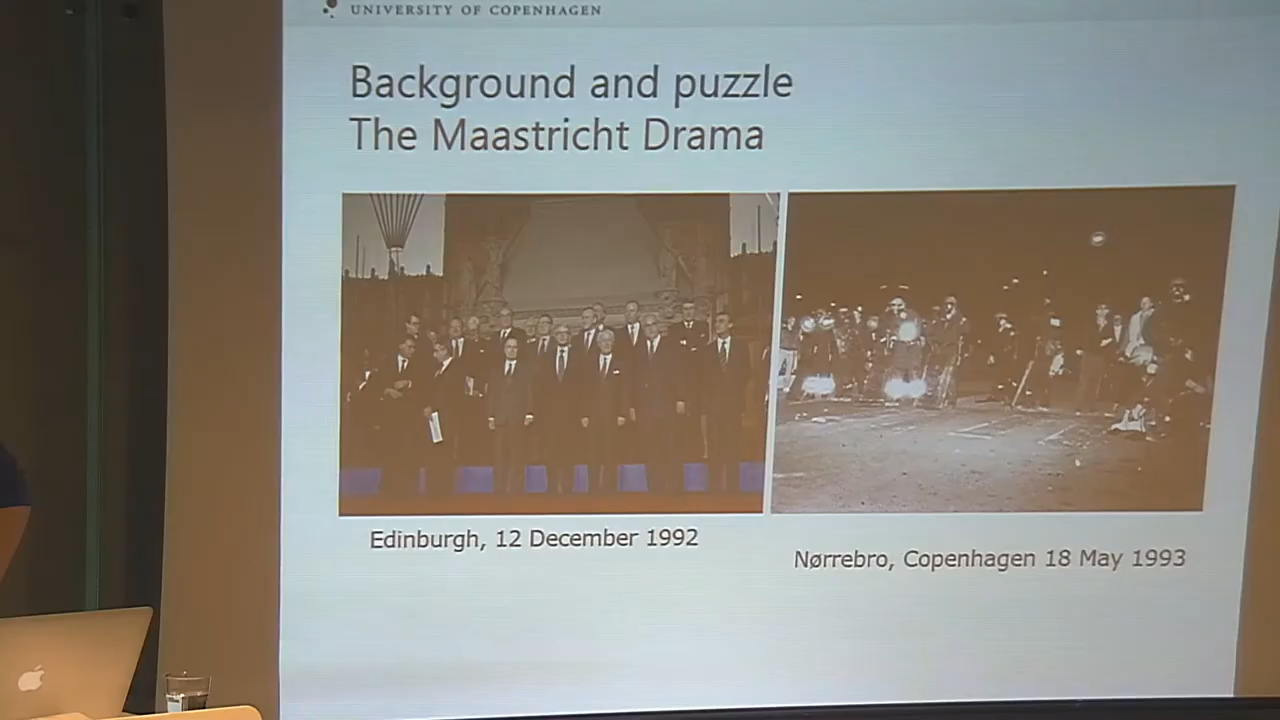 UNIVERSITY OF COPENHAGEN
Background and puzzle
The Maastricht Drama
Edinburgh, 12 December 1992
Nørrebro, Copenhagen 18 May 1993